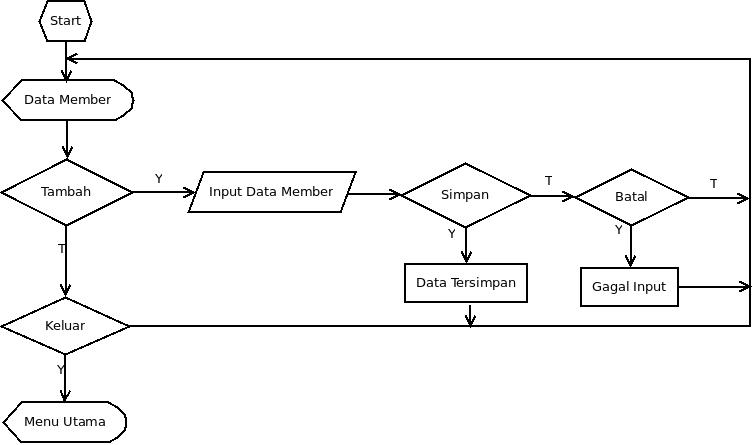 Start
Data Member
Tambah
Y
Input Data Member
Simpan
T
Batal
T
T
Y
Y
Data Tersimpan
Gagal Input
Keluar
Y
Menu Utama